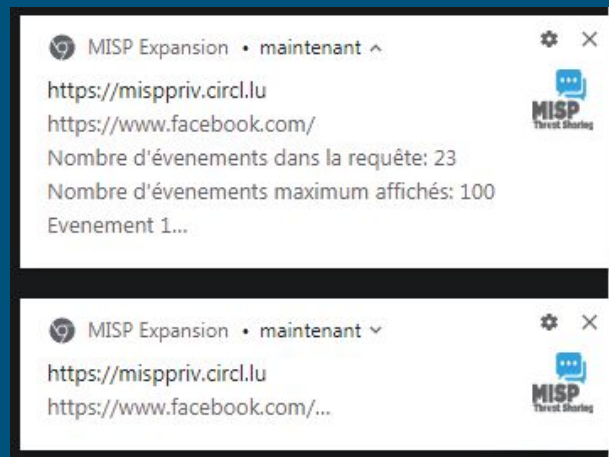 MISP Expansion • maintenant
https://misppriv.circl.lu
https://www.facebook.com/
Nombre d'évenements dans la requête: 23
Nombre d'évenements maximum affichés: 100
Evenement 1...
MISP
Threat Sharing
MISP Expansion • maintenant
https://misppriv.circl.lu
https://www.facebook.com/...
MISP
Threat Sharing